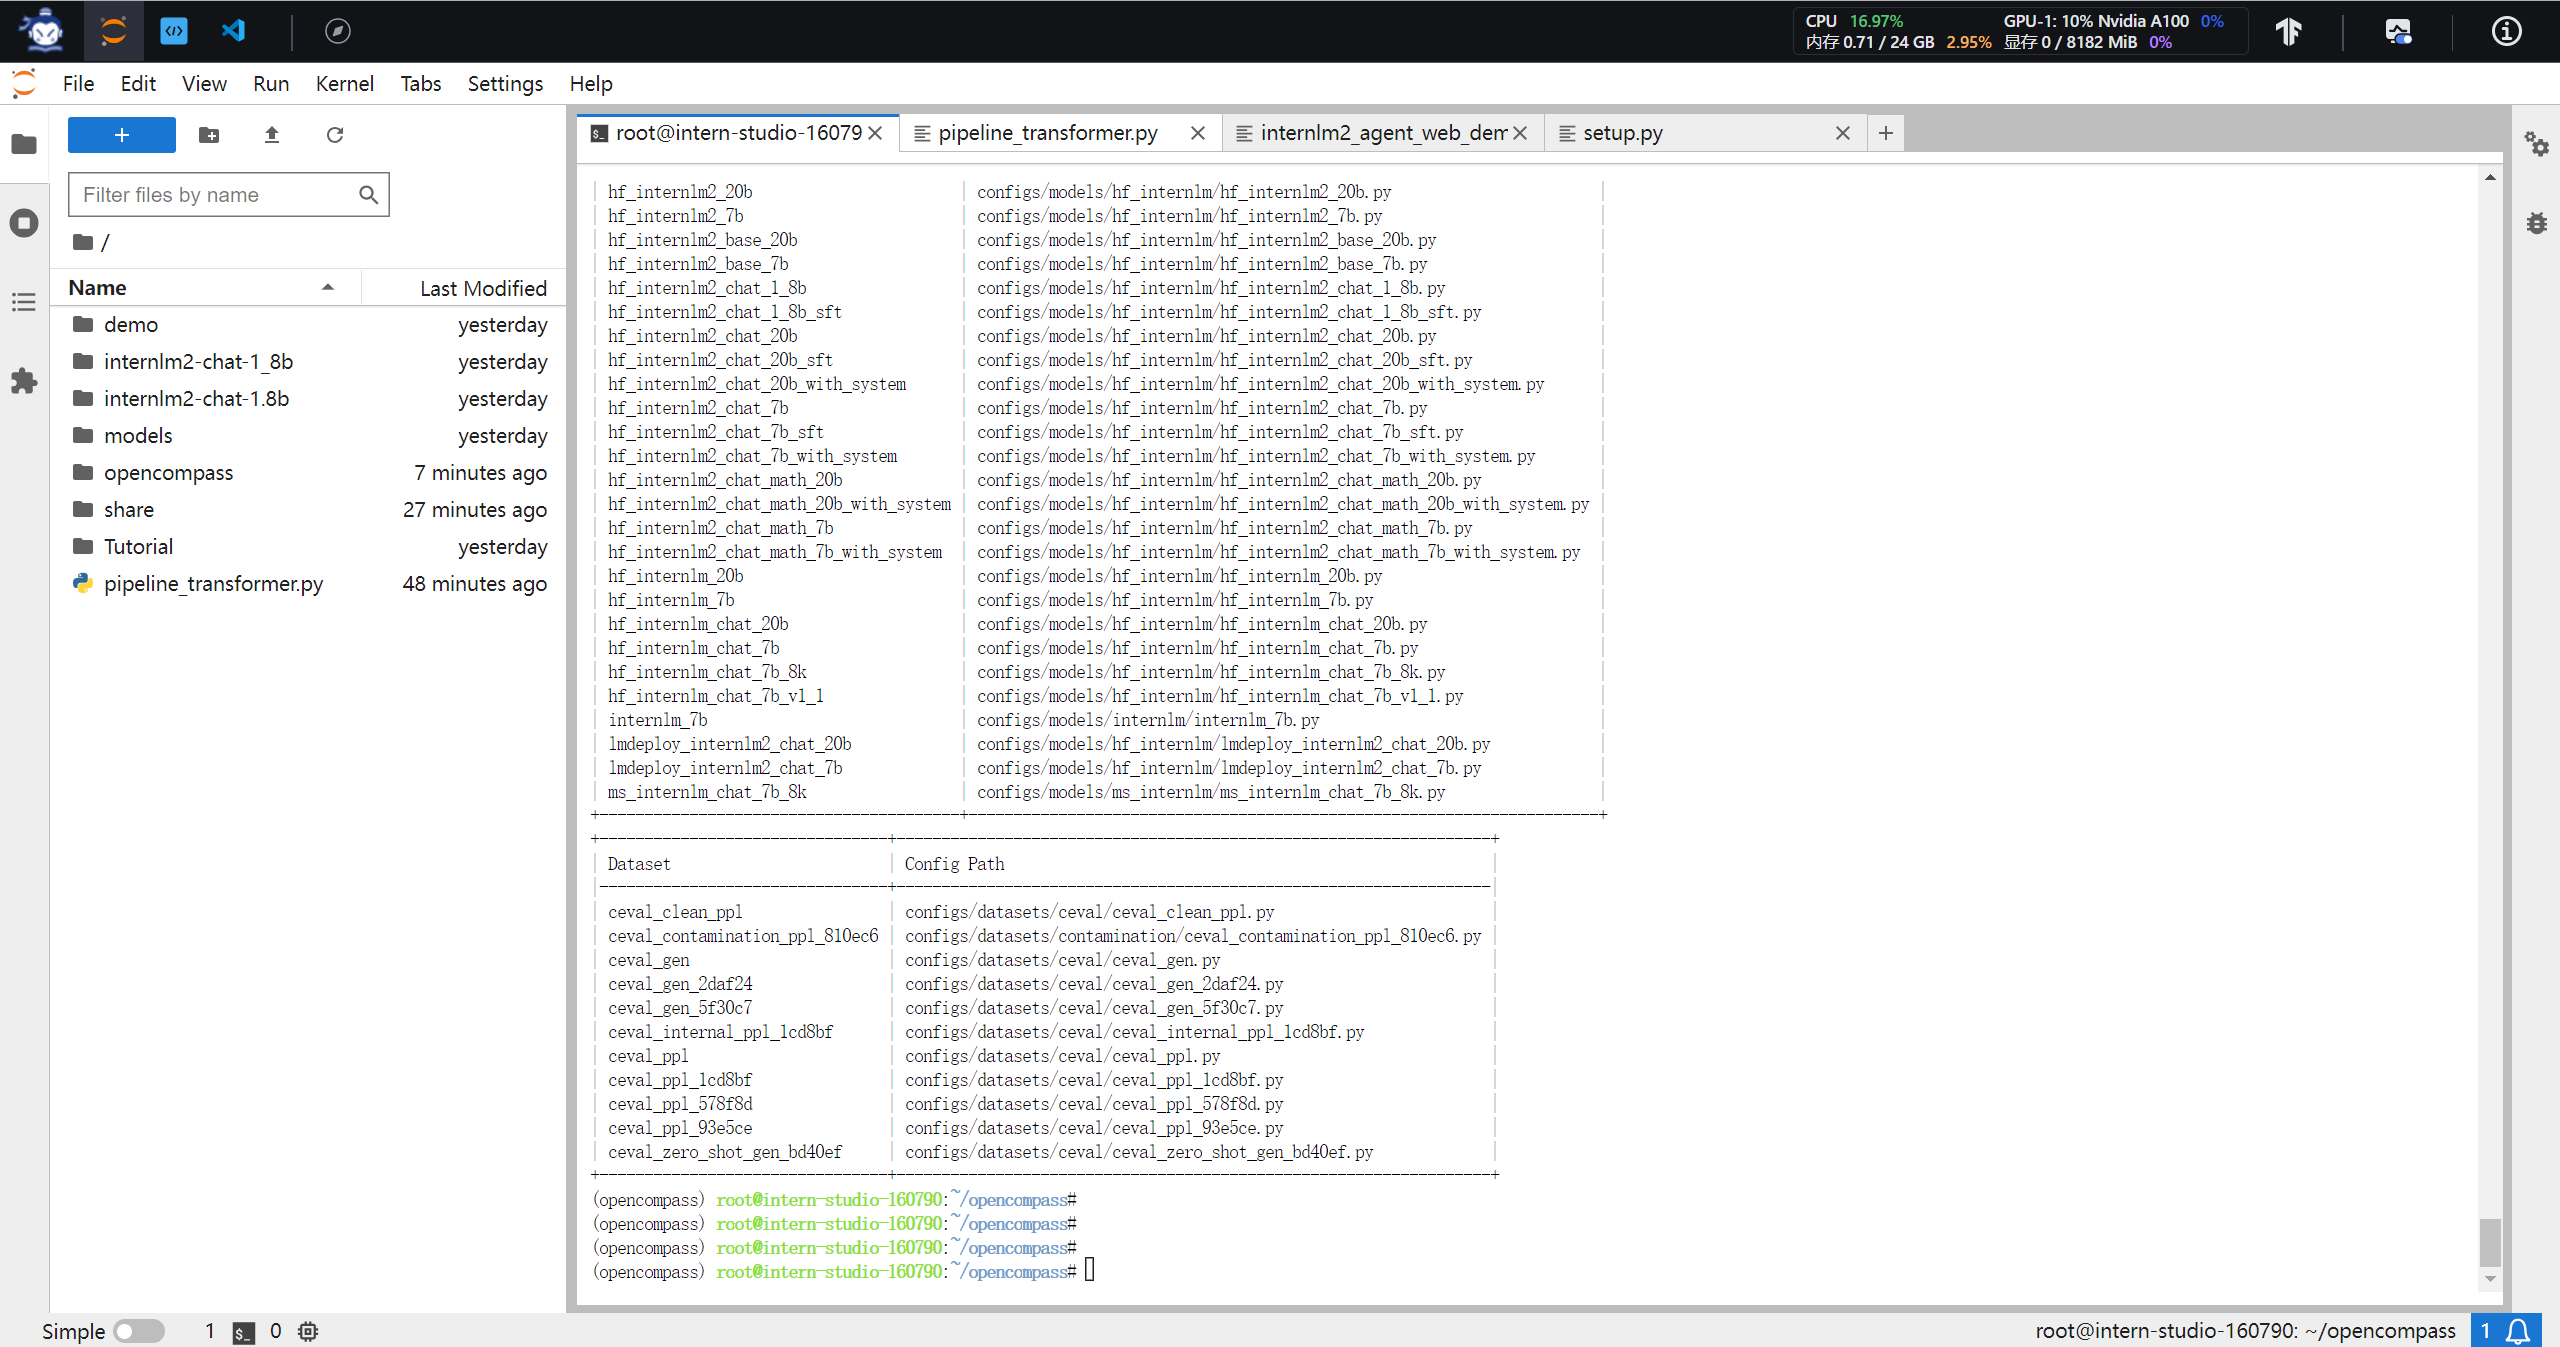 CPU 16.97% GPU-1: 10% Nvidia A100 0%
内存 0.71 / 24 GB 2.95% 显存 0 / 8182 MiB 0%
File Edit View Run Kernel Tabs Settings Help
root@intern-studio-16079 pipeline_transformer.py internlm2_agent_web_dem setup.py
Filter files by name
/
Name Last Modified
demo yesterday
internlm2-chat-1_8b yesterday
internlm2-chat-1.8b yesterday
models yesterday
opencompass 7 minutes ago
share 27 minutes ago
Tutorial yesterday
pipeline_transformer.py 48 minutes ago
| hf_internlm2_20b | configs/models/hf_internlm/hf_internlm2_20b.py |
| hf_internlm2_7b | configs/models/hf_internlm/hf_internlm2_7b.py |
| hf_internlm2_base_20b | configs/models/hf_internlm/hf_internlm2_base_20b.py |
| hf_internlm2_base_7b | configs/models/hf_internlm/hf_internlm2_base_7b.py |
| hf_internlm2_chat_1_8b | configs/models/hf_internlm/hf_internlm2_chat_1_8b.py |
| hf_internlm2_chat_1_8b_sft | configs/models/hf_internlm/hf_internlm2_chat_1_8b_sft.py |
| hf_internlm2_chat_20b | configs/models/hf_internlm/hf_internlm2_chat_20b.py |
| hf_internlm2_chat_20b_sft | configs/models/hf_internlm/hf_internlm2_chat_20b_sft.py |
| hf_internlm2_chat_20b_with_system | configs/models/hf_internlm/hf_internlm2_chat_20b_with_system.py |
| hf_internlm2_chat_7b | configs/models/hf_internlm/hf_internlm2_chat_7b.py |
| hf_internlm2_chat_7b_sft | configs/models/hf_internlm/hf_internlm2_chat_7b_sft.py |
| hf_internlm2_chat_7b_with_system | configs/models/hf_internlm/hf_internlm2_chat_7b_with_system.py |
| hf_internlm2_chat_math_20b | configs/models/hf_internlm/hf_internlm2_chat_math_20b.py |
| hf_internlm2_chat_math_20b_with_system | configs/models/hf_internlm/hf_internlm2_chat_math_20b_with_system.py |
| hf_internlm2_chat_math_7b | configs/models/hf_internlm/hf_internlm2_chat_math_7b.py |
| hf_internlm2_chat_math_7b_with_system | configs/models/hf_internlm/hf_internlm2_chat_math_7b_with_system.py |
| hf_internlm_20b | configs/models/hf_internlm/hf_internlm_20b.py |
| hf_internlm_7b | configs/models/hf_internlm/hf_internlm_7b.py |
| hf_internlm_chat_20b | configs/models/hf_internlm/hf_internlm_chat_20b.py |
| hf_internlm_chat_7b | configs/models/hf_internlm/hf_internlm_chat_7b.py |
| hf_internlm_chat_7b_8k | configs/models/hf_internlm/hf_internlm_chat_7b_8k.py |
| hf_internlm_chat_7b_v1_1 | configs/models/hf_internlm/hf_internlm_chat_7b_v1_1.py |
| internlm_7b | configs/models/internlm/internlm_7b.py |
| lmdeploy_internlm2_chat_20b | configs/models/hf_internlm/lmdeploy_internlm2_chat_20b.py |
| lmdeploy_internlm2_chat_7b | configs/models/hf_internlm/lmdeploy_internlm2_chat_7b.py |
| ms_internlm_chat_7b_8k | configs/models/ms_internlm/ms_internlm_chat_7b_8k.py |
| Dataset | Config Path |
| ceval_clean_ppl | configs/datasets/ceval/ceval_clean_ppl.py |
| ceval_contamination_ppl_810ec6 | configs/datasets/contamination/ceval_contamination_ppl_810ec6.py |
| ceval_gen | configs/datasets/ceval/ceval_gen.py |
| ceval_gen_2daf24 | configs/datasets/ceval/ceval_gen_2daf24.py |
| ceval_gen_5f30c7 | configs/datasets/ceval/ceval_gen_5f30c7.py |
| ceval_internal_ppl_1cd8bf | configs/datasets/ceval/ceval_internal_ppl_1cd8bf.py |
| ceval_ppl | configs/datasets/ceval/ceval_ppl.py |
| ceval_ppl_1cd8bf | configs/datasets/ceval/ceval_ppl_1cd8bf.py |
| ceval_ppl_578f8d | configs/datasets/ceval/ceval_ppl_578f8d.py |
| ceval_ppl_93e5ce | configs/datasets/ceval/ceval_ppl_93e5ce.py |
| ceval_zero_shot_gen_bd40ef | configs/datasets/ceval/ceval_zero_shot_gen_bd40ef.py |
(opencompass) root@intern-studio-160790:~/opencompass#
(opencompass) root@intern-studio-160790:~/opencompass#
(opencompass) root@intern-studio-160790:~/opencompass#
(opencompass) root@intern-studio-160790:~/opencompass#
Simple 1 0 root@intern-studio-160790: ~/opencompass 1